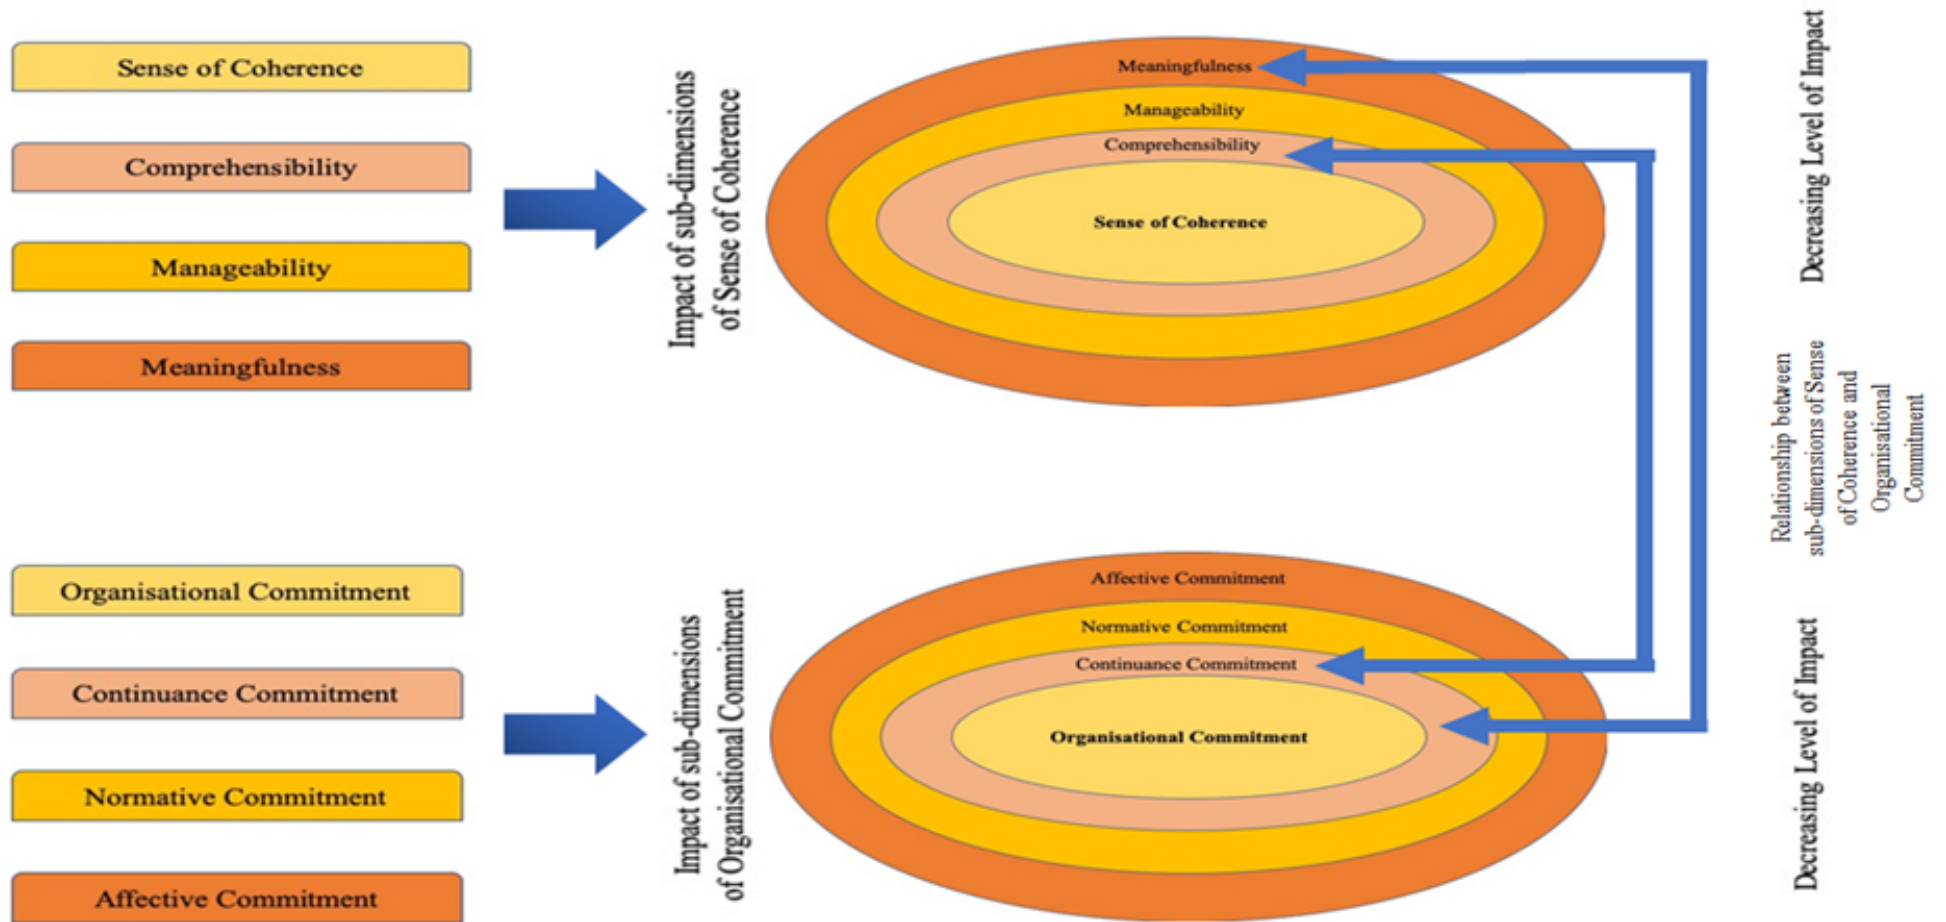 Sense of Coherence
Comprehensibility
Manageability
Meaningfulness
Impact of sub-dimensions
of Sense of Coherence
Meaningfulness
Manageability
Comprehensibility
Sense of Coherence
Decreasing Level of Impact
Relationship between
sub-dimensions of Sense
of Coherence and
Organisational
Commitment
Organisational Commitment
Continuance Commitment
Normative Commitment
Affective Commitment
Impact of sub-dimensions
of Organisational Commitment
Affective Commitment
Normative Commitment
Continuance Commitment
Organisational Commitment
Decreasing Level of Impact